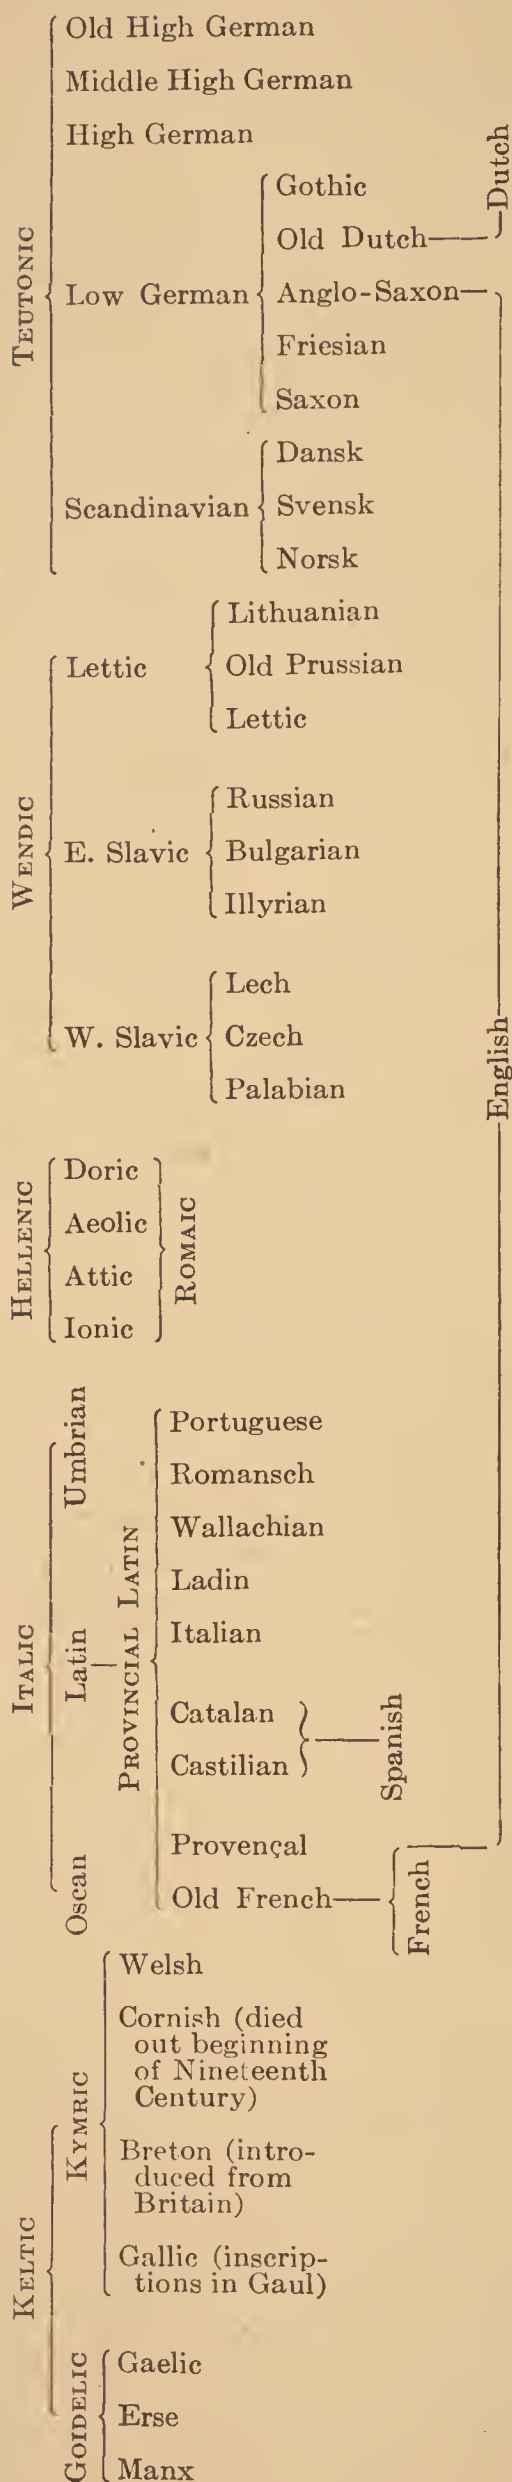 TEUTONIC
Old High German
Middle High German
High German
Low German
Gothic
Old Dutch
Dutch
Anglo-Saxon
Friesian
Saxon
Scandinavian
Dansk
Svensk
Norsk
WENDIC
Lettic
Lithuanian
Old Prussian
Lettic
E. Slavic
Russian
Bulgarian
Illyrian
W. Slavic
Lech
Czech
Palabian
English
HELLENIC
Doric
Aeolic
Attic
Ionic
ROMAIC
ITALIC
Umbrian
Latin
Oscan
PROVINCIAL LATIN
Portuguese
Romansch
Wallachian
Ladin
Italian
Catalan
Castilian
Spanish
Provençal
Old French
French
KELTIC
KYMRIC
Welsh
Cornish (died
out beginning
of Nineteenth
Century)
Breton (intro-
duced from
Britain)
Gallic (inscrip-
tions in Gaul)
GOIDELIC
Gaelic
Erse
Manx